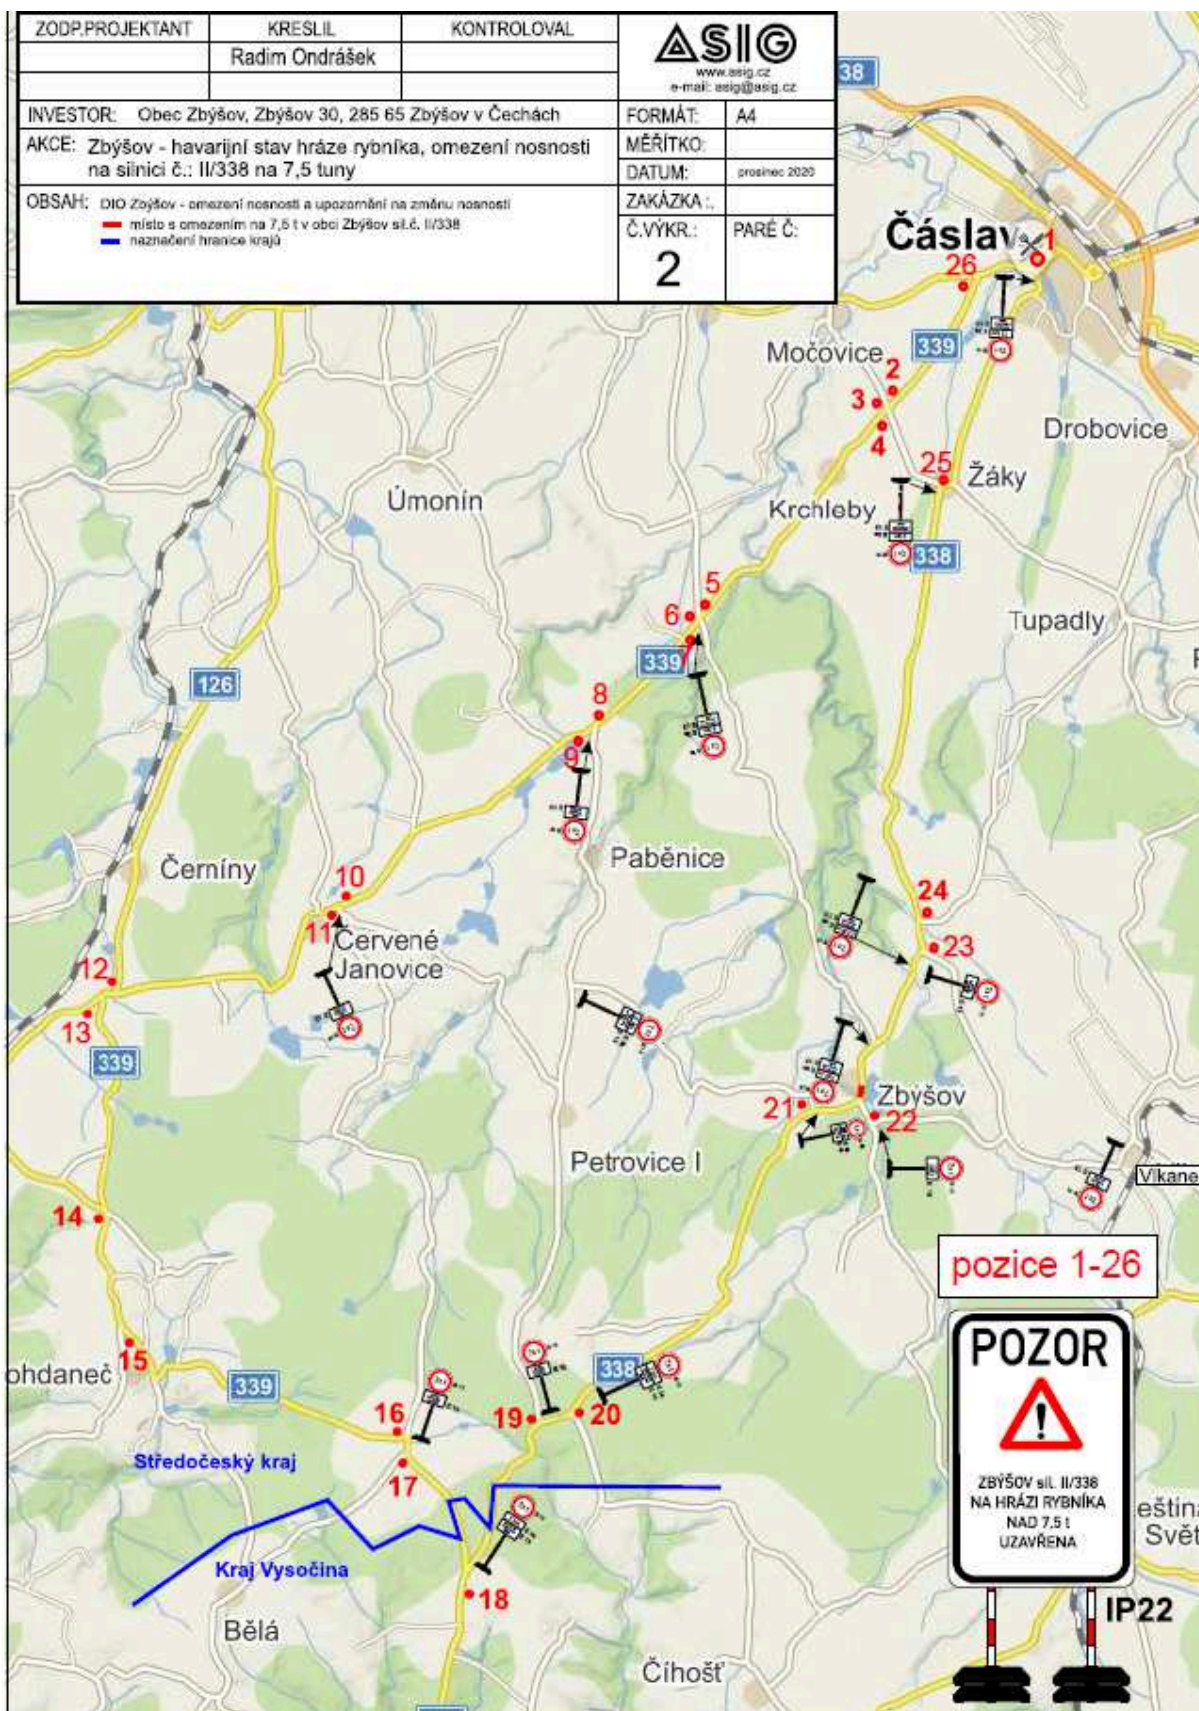 ZODP.PROJEKTANT
KRESLIL
KONTROLOVAL
Radim Ondrášek
ASIG
www.asig.cz
e-mail: asig@asig.cz
INVESTOR: Obec Zbýšov, Zbýšov 30, 285 65 Zbýšov v Čechách
FORMÁT: A4
AKCE: Zbýšov - havarijní stav hráze rybníka, omezení nosnosti
na silnici č.: II/338 na 7,5 tuny
MĚŘÍTKO:
DATUM: prosinec 2020
OBSAH: DIO Zbýšov - omezení nosnosti a upozornění na změnu nosnosti
místo s omezením na 7,5 t v obci Zbýšov sil.č. II/338
naznačení hranice krajů
ZAKÁZKA :.
Č.VÝKR.: PARÉ Č:
2
38
Čáslav
1
26
339
Močovice
2
3
4
Drobovice
25
Žáky
Úmonín
Krchleby
338
5
6
Tupadly
339
126
8
9
Paběnice
Černíny
10
11
Červené
Janovice
24
23
12
13
339
Zbýšov
21
22
Petrovice I
Vlkane
14
pozice 1-26
15
ohdaneč
339
338
16
19
20
17
Středočeský kraj
Kraj Vysočina
18
Bělá
Číhošť
POZOR
!
ZBÝŠOV sil. II/338
NA HRÁZI RYBNÍKA
NAD 7,5 t
UZAVŘENA
eština
Svět
IP22
339